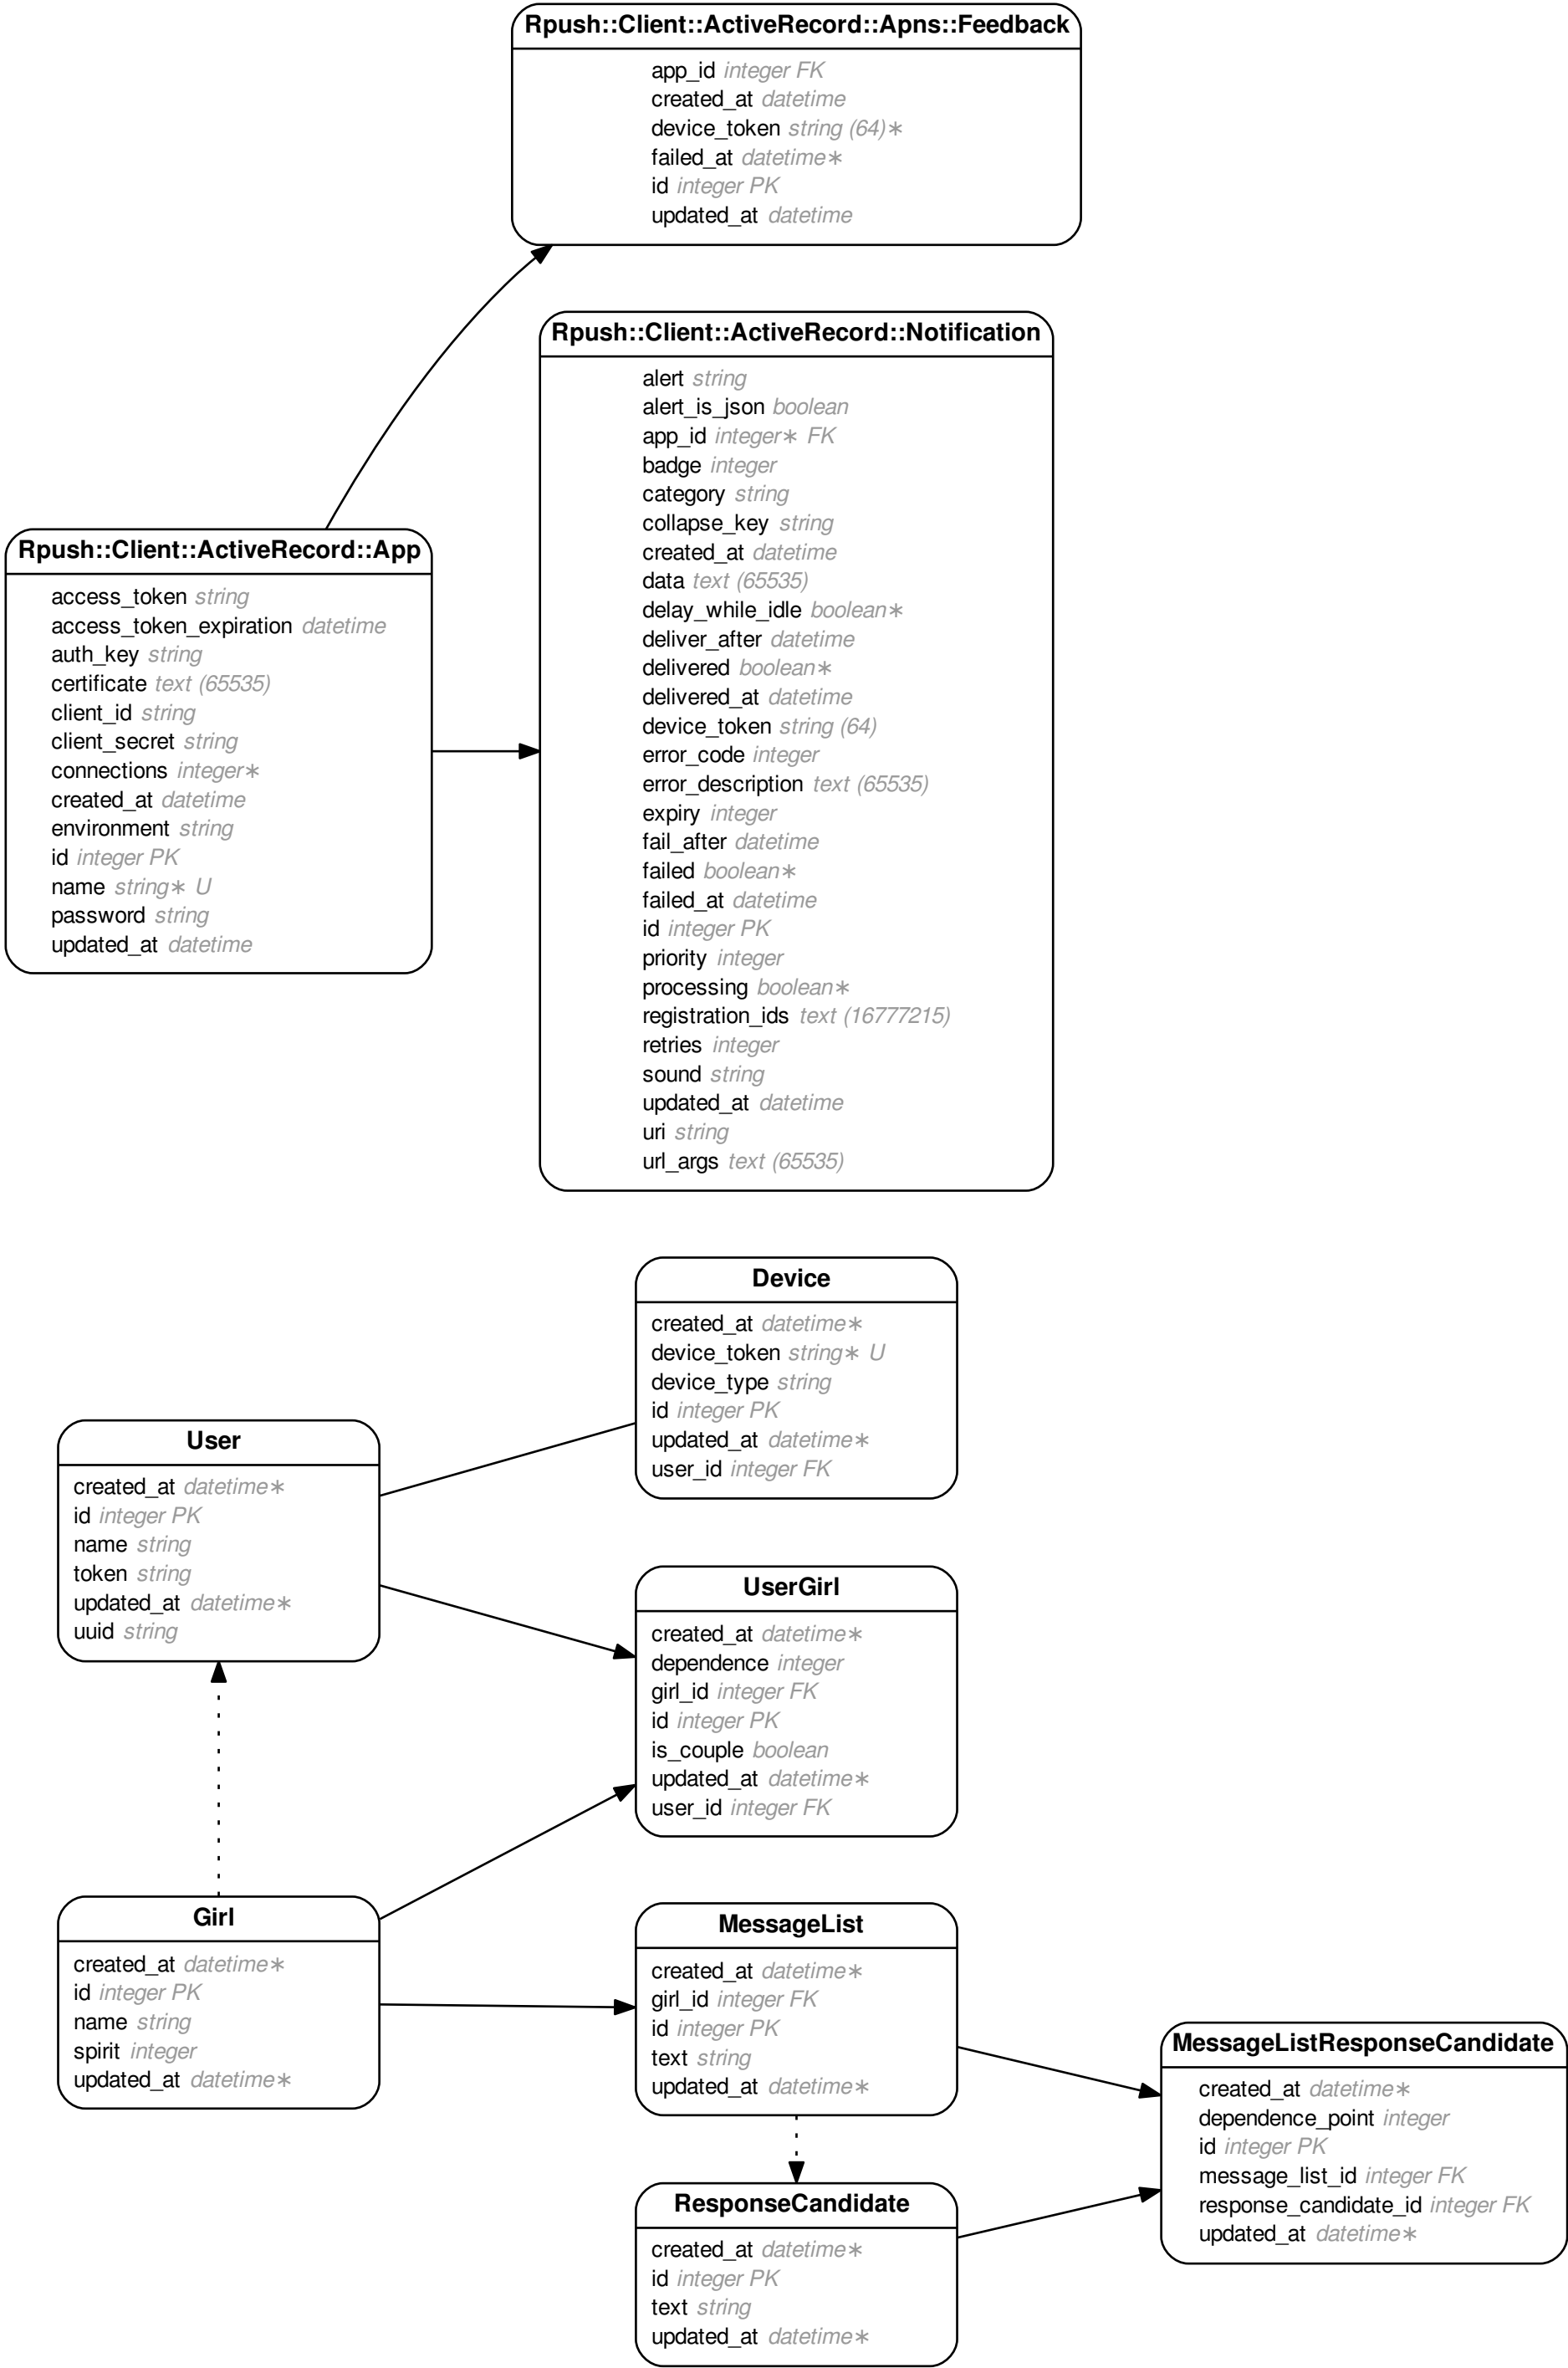 Rpush::Client::ActiveRecord::Apns::Feedback
app_id integer FK
created_at datetime
device_token string (64)∗
failed_at datetime∗
id integer PK
updated_at datetime
Rpush::Client::ActiveRecord::Notification
alert string
alert_is_json boolean
app_id integer∗ FK
badge integer
category string
collapse_key string
created_at datetime
data text (65535)
delay_while_idle boolean∗
deliver_after datetime
delivered boolean∗
delivered_at datetime
device_token string (64)
error_code integer
error_description text (65535)
expiry integer
fail_after datetime
failed boolean∗
failed_at datetime
id integer PK
priority integer
processing boolean∗
registration_ids text (16777215)
retries integer
sound string
updated_at datetime
uri string
url_args text (65535)
Rpush::Client::ActiveRecord::App
access_token string
access_token_expiration datetime
auth_key string
certificate text (65535)
client_id string
client_secret string
connections integer∗
created_at datetime
environment string
id integer PK
name string∗ U
password string
updated_at datetime
Device
created_at datetime∗
device_token string∗ U
device_type string
id integer PK
updated_at datetime∗
user_id integer FK
User
created_at datetime∗
id integer PK
name string
token string
updated_at datetime∗
uuid string
UserGirl
created_at datetime∗
dependence integer
girl_id integer FK
id integer PK
is_couple boolean
updated_at datetime∗
user_id integer FK
Girl
created_at datetime∗
id integer PK
name string
spirit integer
updated_at datetime∗
MessageList
created_at datetime∗
girl_id integer FK
id integer PK
text string
updated_at datetime∗
MessageListResponseCandidate
created_at datetime∗
dependence_point integer
id integer PK
message_list_id integer FK
response_candidate_id integer FK
updated_at datetime∗
ResponseCandidate
created_at datetime∗
id integer PK
text string
updated_at datetime∗